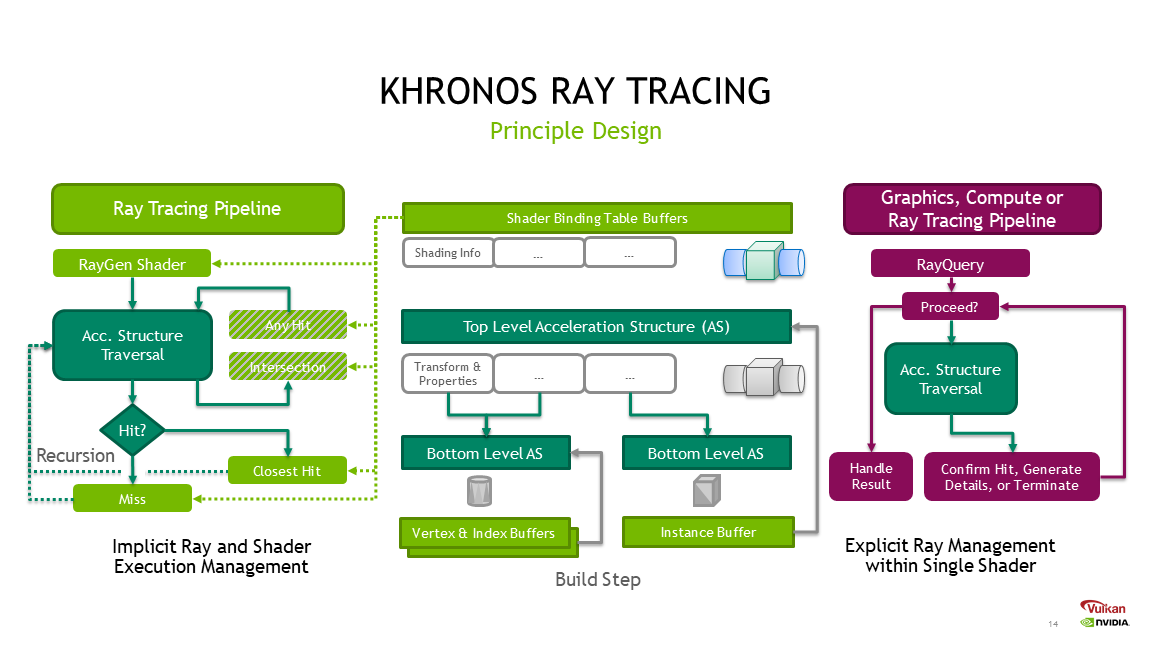 KHRONOS RAY TRACING
Principle Design
Ray Tracing Pipeline
RayGen Shader
Acc. Structure
Traversal
Any Hit
Intersection
Hit?
Recursion
Closest Hit
Miss
Implicit Ray and Shader
Execution Management
Shader Binding Table Buffers
Shading Info
...
...
Top Level Acceleration Structure (AS)
Transform &
Properties
...
...
Bottom Level AS
Bottom Level AS
Vertex & Index Buffers
Instance Buffer
Build Step
Graphics, Compute or
Ray Tracing Pipeline
RayQuery
Proceed?
Acc. Structure
Traversal
Handle
Result
Confirm Hit, Generate
Details, or Terminate
Explicit Ray Management
within Single Shader
14
Vulkan
NVIDIA.